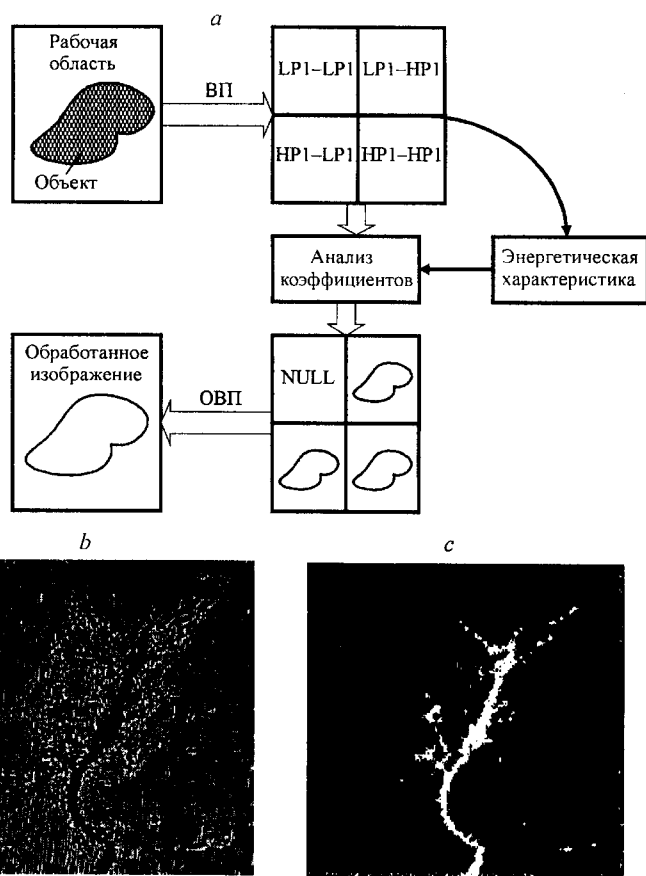 a
Рабочая
область
Объект
ВП
LP1–LP1 LP1–HP1
HP1–LP1 HP1–HP1
Анализ
коэффициентов
Энергетическая
характеристика
Обработанное
изображение
ОВП
NULL
b
c